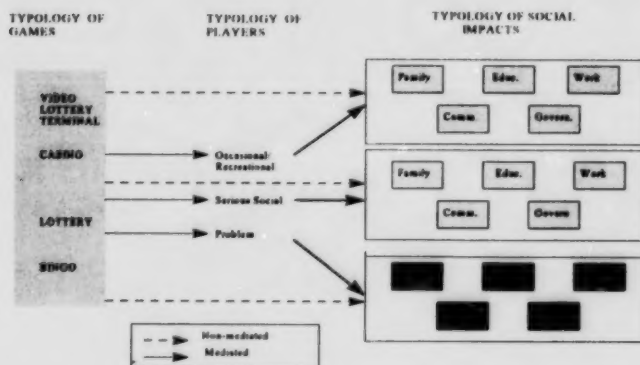 TYPOLOGY OF GAMES
TYPOLOGY OF PLAYERS
TYPOLOGY OF SOCIAL IMPACTS
VIDEO LOTTERY TERMINAL
CASINO
LOTTERY
BINGO
Occasional/
Recreational
Serious Social
Problem
Family
Educ.
Work
Comm.
Govern.
Family
Educ.
Work
Comm.
Govern
Non-mediated
Mediated